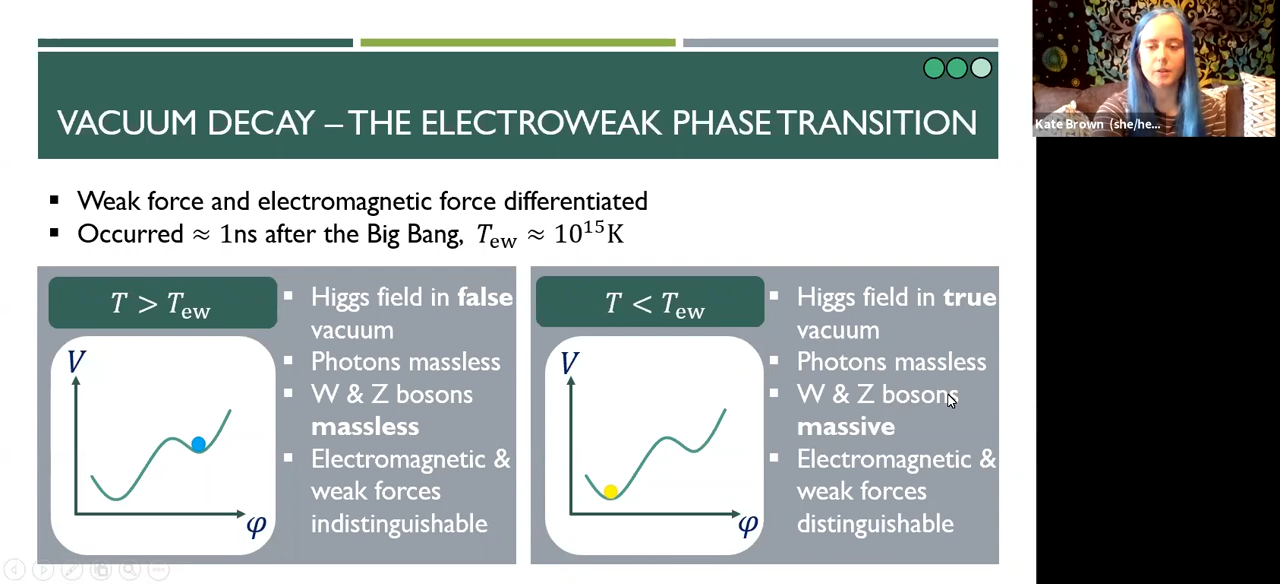 VACUUM DECAY – THE ELECTROWEAK PHASE TRANSITION
Kate Brown (she/he...
▪ Weak force and electromagnetic force differentiated
▪ Occurred ≈ 1ns after the Big Bang, T_ew ≈ 10^15 K
T > T_ew
V
φ
▪ Higgs field in false
vacuum
▪ Photons massless
▪ W & Z bosons
massless
▪ Electromagnetic &
weak forces
indistinguishable
T < T_ew
V
φ
▪ Higgs field in true
vacuum
▪ Photons massless
▪ W & Z bosons
massive
▪ Electromagnetic &
weak forces
distinguishable